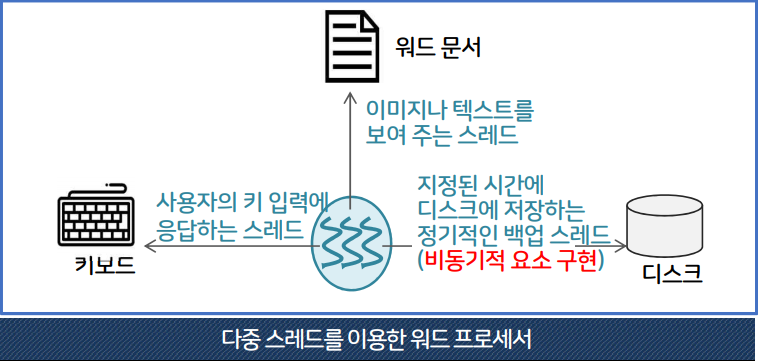 워드 문서
이미지나 텍스트를
보여 주는 스레드
사용자의 키 입력에
응답하는 스레드
지정된 시간에
디스크에 저장하는
정기적인 백업 스레드
(비동기적 요소 구현)
키보드
디스크
다중 스레드를 이용한 워드 프로세서